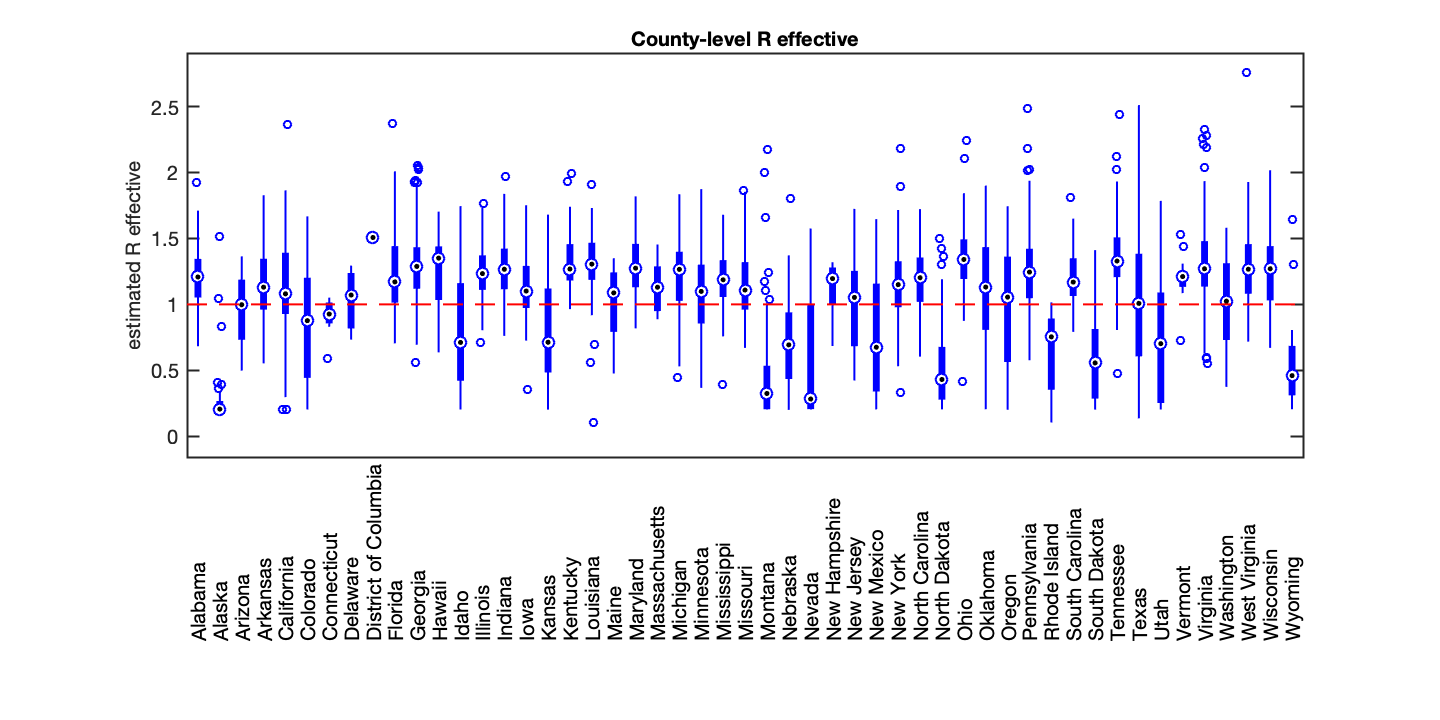 County-level R effective
estimated R effective
2.5
2
1.5
1
0.5
0
Alabama
Alaska
Arizona
Arkansas
California
Colorado
Connecticut
Delaware
District of Columbia
Florida
Georgia
Hawaii
Idaho
Illinois
Indiana
Iowa
Kansas
Kentucky
Louisiana
Maine
Maryland
Massachusetts
Michigan
Minnesota
Mississippi
Missouri
Montana
Nebraska
Nevada
New Hampshire
New Jersey
New Mexico
New York
North Carolina
North Dakota
Ohio
Oklahoma
Oregon
Pennsylvania
Rhode Island
South Carolina
South Dakota
Tennessee
Texas
Utah
Vermont
Virginia
Washington
West Virginia
Wisconsin
Wyoming